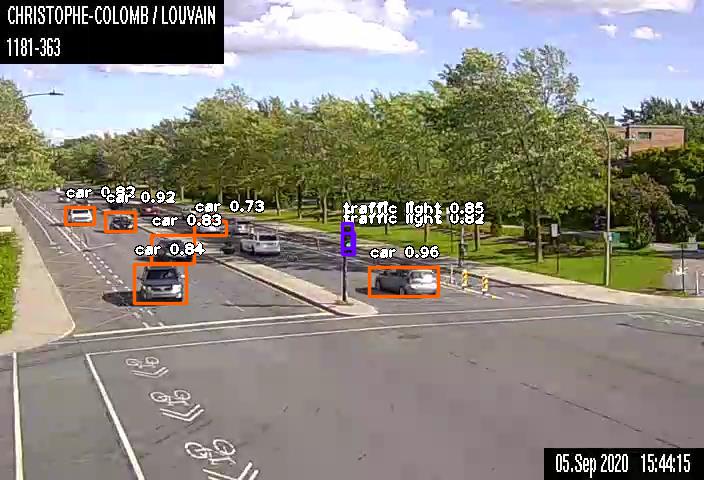 CHRISTOPHE-COLOMB / LOUVAIN
1181-363
car 0.82
car 0.92
car 0.73
car 0.83
traffic light 0.85
traffic light 0.82
car 0.84
car 0.96
05.Sep 2020 15:44:15